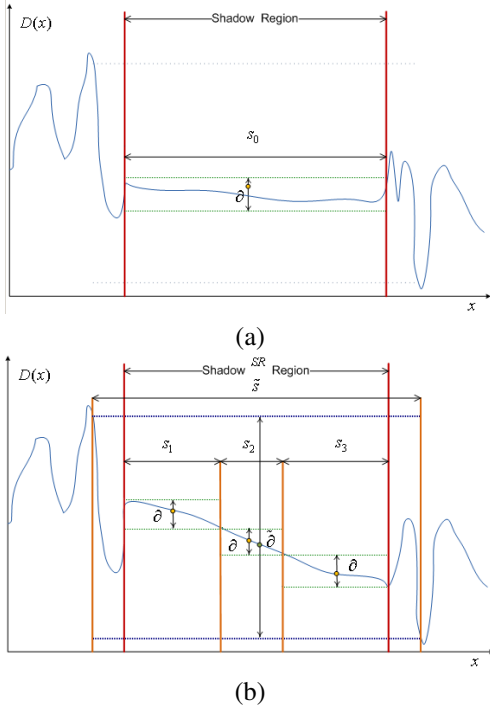 D(x)
Shadow Region
s₀
∂
x
(a)
D(x)
SR
Shadow Region
s̃
s₁ s₂ s₃
∂
∂ ∂̃
∂
x
(b)